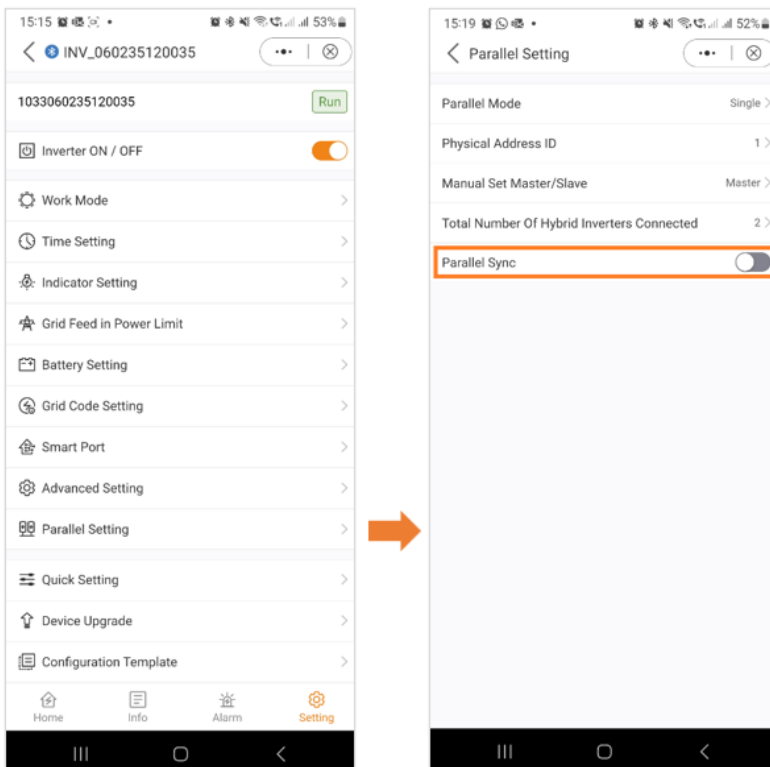 15:15 53%
INV_060235120035
1033060235120035 Run
Inverter ON / OFF
Work Mode
Time Setting
Indicator Setting
Grid Feed in Power Limit
Battery Setting
Grid Code Setting
Smart Port
Advanced Setting
Parallel Setting
Quick Setting
Device Upgrade
Configuration Template
Home Info Alarm Setting
15:19 52%
Parallel Setting
Parallel Mode Single
Physical Address ID 1
Manual Set Master/Slave Master
Total Number Of Hybrid Inverters Connected 2
Parallel Sync